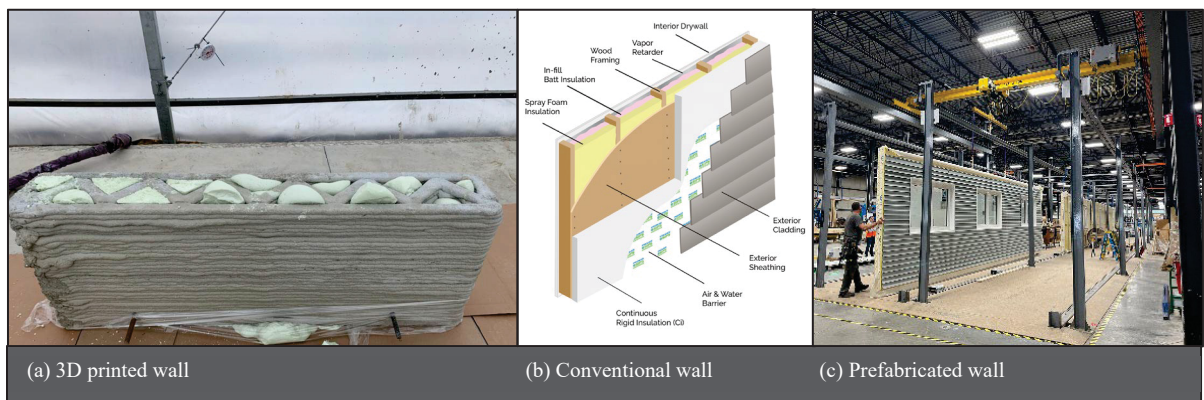 Interior Drywall
Vapor
Retarder
Wood
Framing
In-fill
Batt Insulation
Spray Foam
Insulation
Exterior
Cladding
Exterior
Sheathing
Air & Water
Barrier
Continuous
Rigid Insulation (Ci)
(a) 3D printed wall
(b) Conventional wall
(c) Prefabricated wall